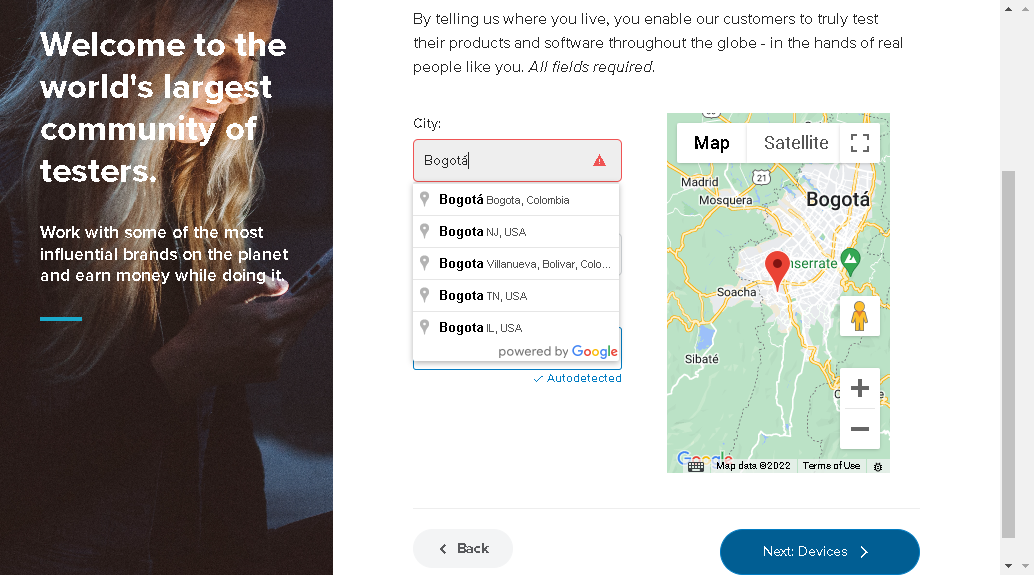 Welcome to the
world's largest
community of
testers.
Work with some of the most
influential brands on the planet
and earn money while doing it.
By telling us where you live, you enable our customers to truly test
their products and software throughout the globe - in the hands of real
people like you. All fields required.
City:
Bogotá
Bogotá Bogota, Colombia
Bogota NJ, USA
Bogota Villanueva, Bolivar, Colo...
Bogota TN, USA
Bogota IL, USA
powered by Google
Autodetected
Map
Satellite
21
Madrid
Mosquera
Bogotá
nserrate
Soacha
Sibaté
Google
Map data ©2022
Terms of Use
Back
Next: Devices